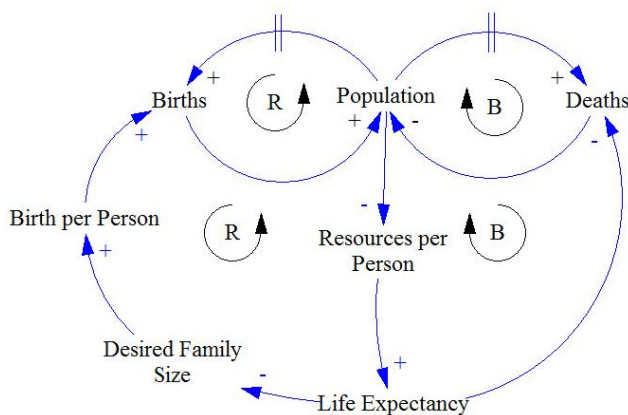 +
R
+
Births
Population
B
+
Deaths
+
-
+
-
Birth per Person
R
-
B
+
Resources per
Person
Desired Family
Size
+
-
Life Expectancy